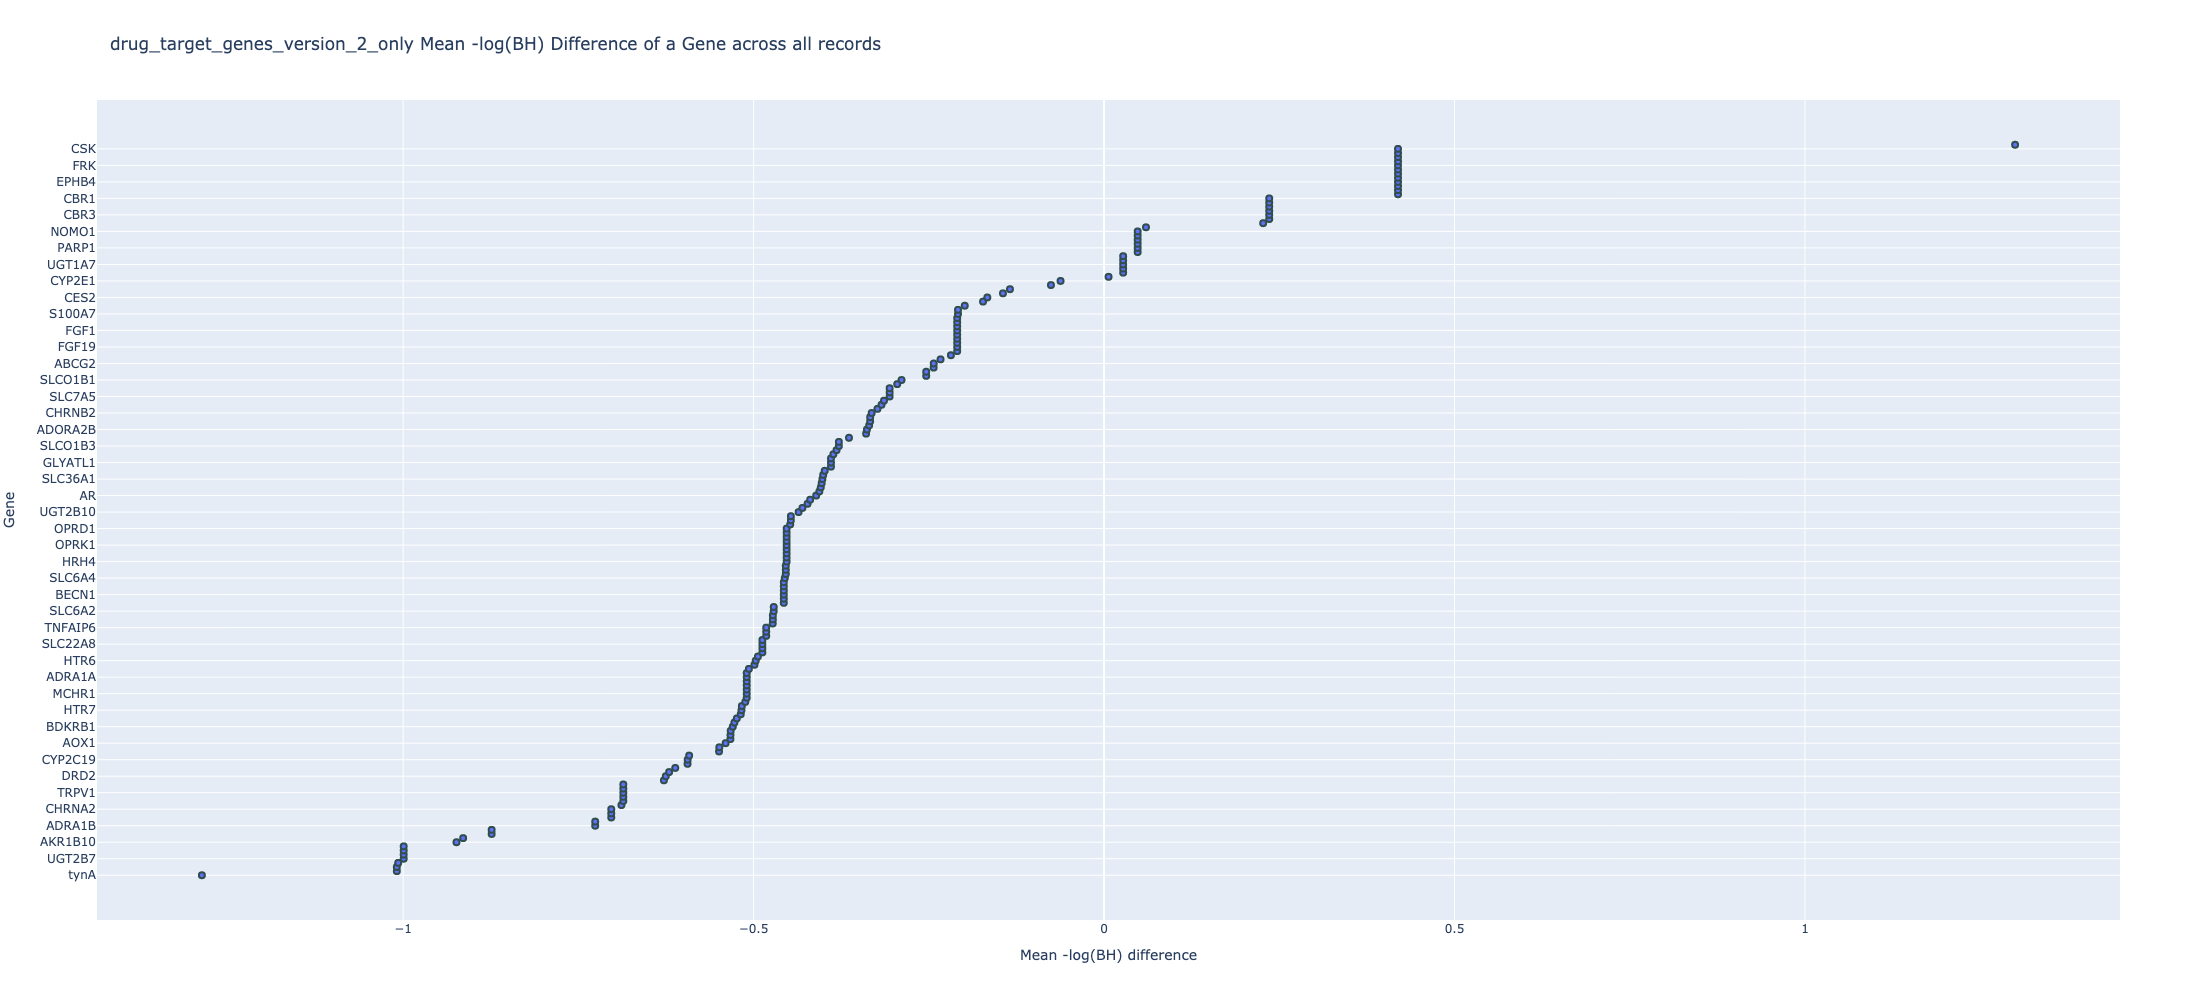 drug_target_genes_version_2_only Mean -log(BH) Difference of a Gene across all records
CSK
FRK
EPHB4
CBR1
CBR3
NOMO1
PARP1
UGT1A7
CYP2E1
CES2
S100A7
FGF1
FGF19
ABCG2
SLCO1B1
SLC7A5
CHRNB2
ADORA2B
SLCO1B3
GLYATL1
SLC36A1
AR
UGT2B10
OPRD1
OPRK1
HRH4
SLC6A4
BECN1
SLC6A2
TNFAIP6
SLC22A8
HTR6
ADRA1A
MCHR1
HTR7
BDKRB1
AOX1
CYP2C19
DRD2
TRPV1
CHRNA2
ADRA1B
AKR1B10
UGT2B7
tynA
Gene
−1 −0.5 0 0.5 1
Mean -log(BH) difference